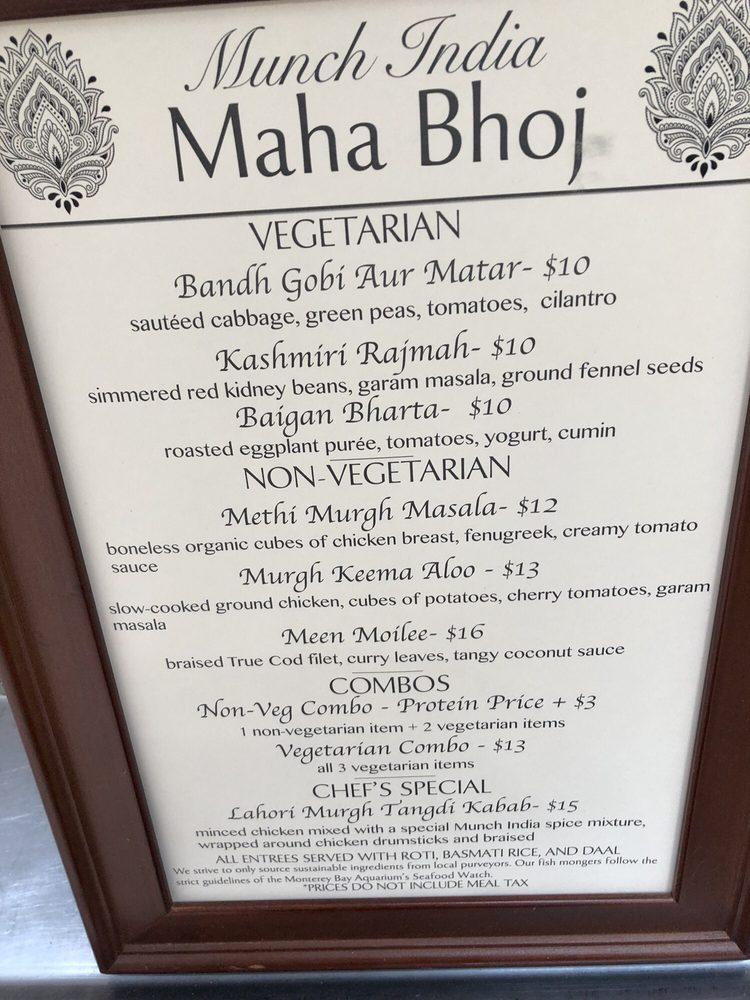 Munch India
Maha Bhoj
VEGETARIAN
Bandh Gobi Aur Matar- $10
sautéed cabbage, green peas, tomatoes, cilantro
Kashmiri Rajmah- $10
simmered red kidney beans, garam masala, ground fennel seeds
Baigan Bharta- $10
roasted eggplant purée, tomatoes, yogurt, cumin
NON-VEGETARIAN
Methi Murgh Masala- $12
boneless organic cubes of chicken breast, fenugreek, creamy tomato
sauce
Murgh Keema Aloo - $13
slow-cooked ground chicken, cubes of potatoes, cherry tomatoes, garam
masala
Meen Moilee- $16
braised True Cod filet, curry leaves, tangy coconut sauce
COMBOS
Non-Veg Combo - Protein Price + $3
1 non-vegetarian item + 2 vegetarian items
Vegetarian Combo - $13
all 3 vegetarian items
CHEF'S SPECIAL
Lahori Murgh Tangdi Kabab- $15
minced chicken mixed with a special Munch India spice mixture,
wrapped around chicken drumsticks and braised
ALL ENTREES SERVED WITH ROTI, BASMATI RICE, AND DAAL
We strive to only source sustainable ingredients from local purveyors. Our fish mongers follow the
strict guidelines of the Monterey Bay Aquarium's Seafood Watch.
*PRICES DO NOT INCLUDE MEAL TAX